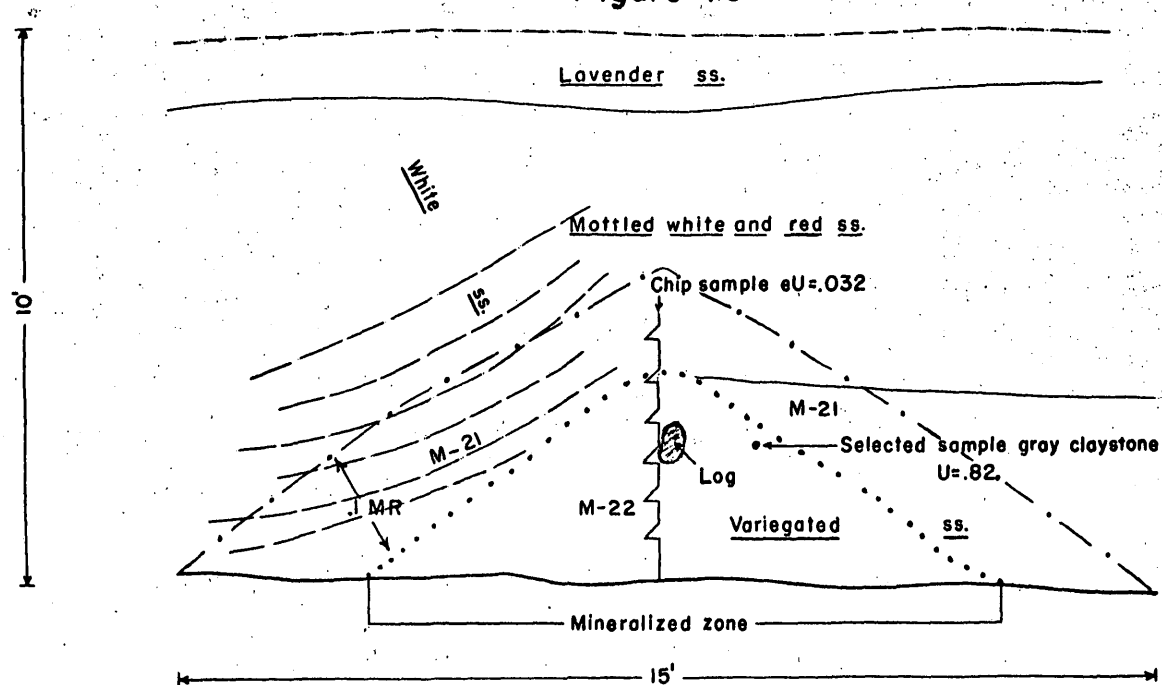 Lavender ss.
White
Mottled white and red ss.
ss.
Chip sample eU=.032
10'
M-21
M-21
Selected sample gray claystone
U=.82
Log
.1 MR
M-22
Variegated ss.
Mineralized zone
15'